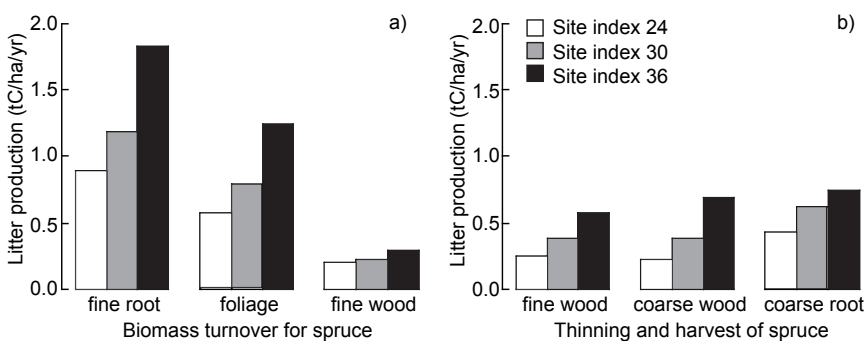 a)
Litter production (tC/ha/yr)
2.0
1.5
1.0
0.5
0.0
fine root foliage fine wood
Biomass turnover for spruce
b)
Site index 24
Site index 30
Site index 36
Litter production (tC/ha/yr)
2.0
1.5
1.0
0.5
0.0
fine wood coarse wood coarse root
Thinning and harvest of spruce